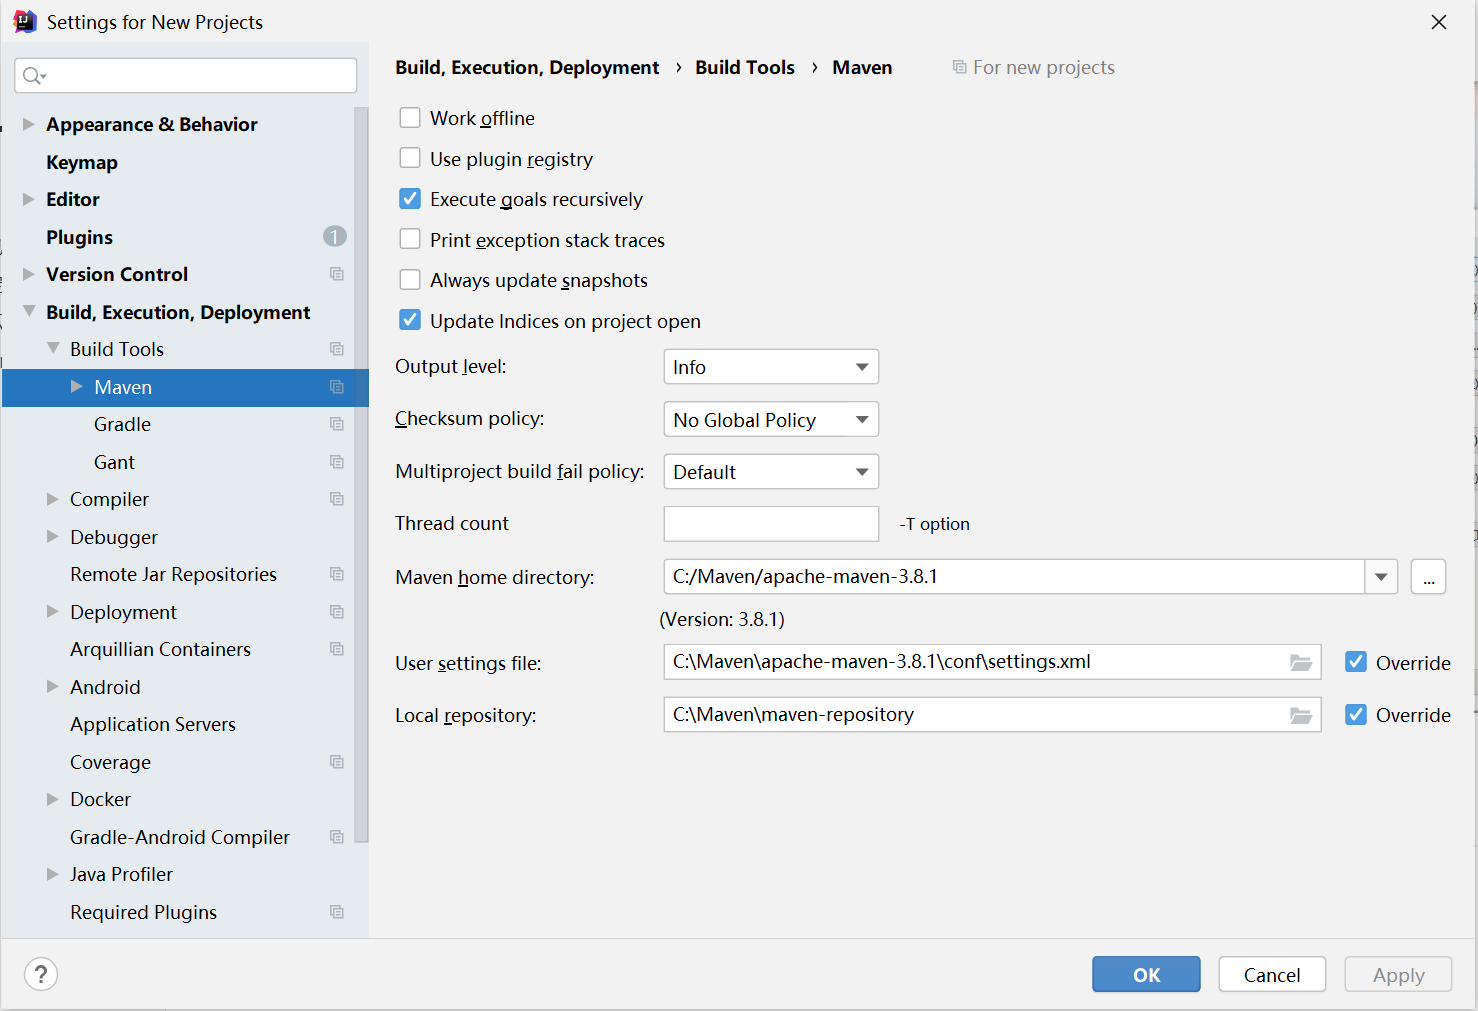 Settings for New Projects
Appearance & Behavior
Keymap
Editor
Plugins 1
Version Control
Build, Execution, Deployment
Build Tools
Maven
Gradle
Gant
Compiler
Debugger
Remote Jar Repositories
Deployment
Arquillian Containers
Android
Application Servers
Coverage
Docker
Gradle-Android Compiler
Java Profiler
Required Plugins
Build, Execution, Deployment › Build Tools › Maven For new projects
Work offline
Use plugin registry
Execute goals recursively
Print exception stack traces
Always update snapshots
Update Indices on project open
Output level: Info
Checksum policy: No Global Policy
Multiproject build fail policy: Default
Thread count -T option
Maven home directory: C:/Maven/apache-maven-3.8.1 ...
(Version: 3.8.1)
User settings file: C:\Maven\apache-maven-3.8.1\conf\settings.xml Override
Local repository: C:\Maven\maven-repository Override
? OK Cancel Apply